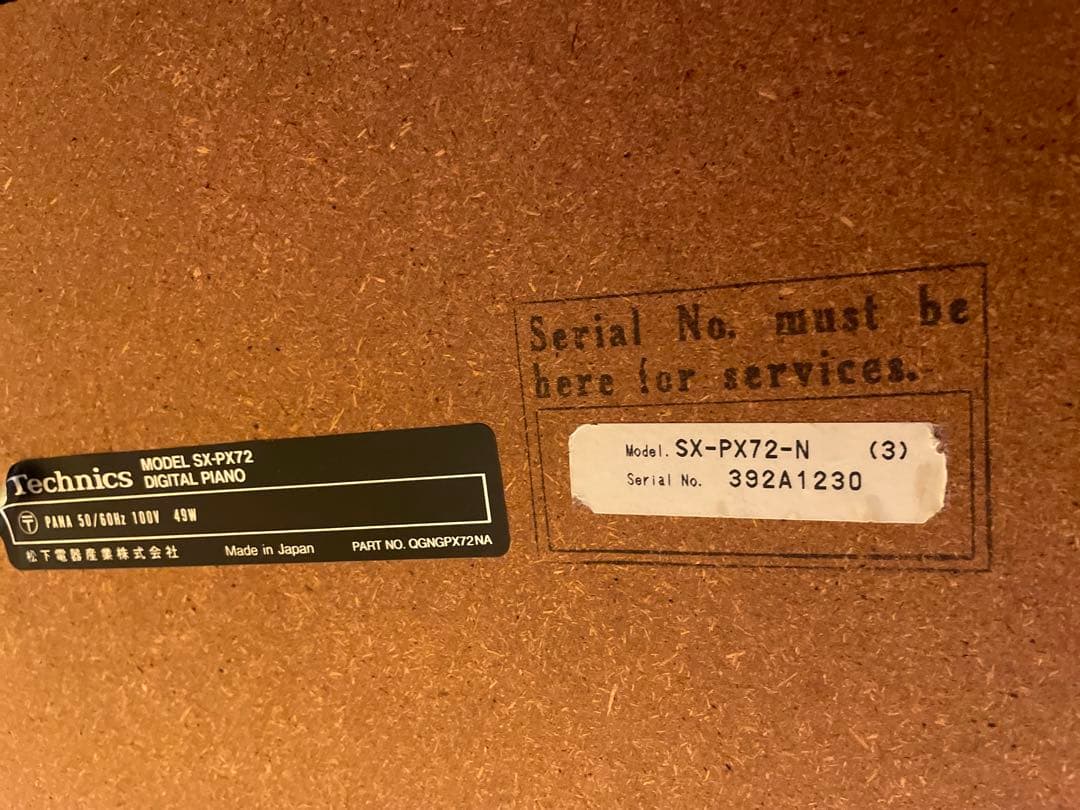 Technics MODEL SX-PX72
DIGITAL PIANO
〒 PANA 50/60Hz 100V 49W
松下電器産業株式会社 Made in Japan PART NO. QGNGPX72NA
Serial No. must be
here for services.
Model. SX-PX72-N (3)
Serial No. 392A1230